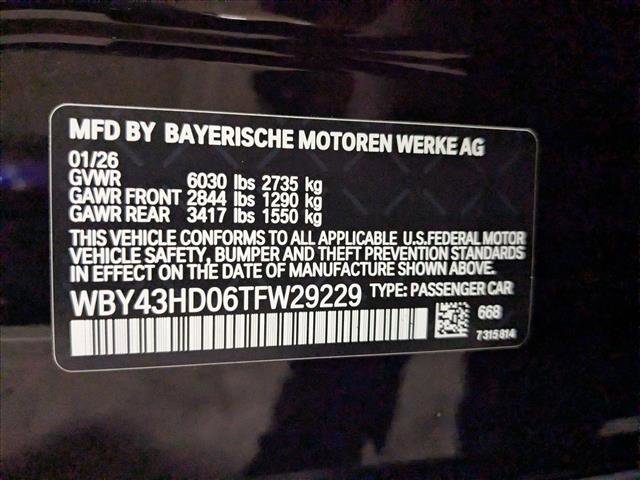 MFD BY BAYERISCHE MOTOREN WERKE AG
01/26
GVWR 6030 lbs 2735 kg
GAWR FRONT 2844 lbs 1290 kg
GAWR REAR 3417 lbs 1550 kg
THIS VEHICLE CONFORMS TO ALL APPLICABLE U.S.FEDERAL MOTOR
VEHICLE SAFETY, BUMPER AND THEFT PREVENTION STANDARDS
IN EFFECT ON THE DATE OF MANUFACTURE SHOWN ABOVE.
WBY43HD06TFW29229 TYPE: PASSENGER CAR
668
7315814